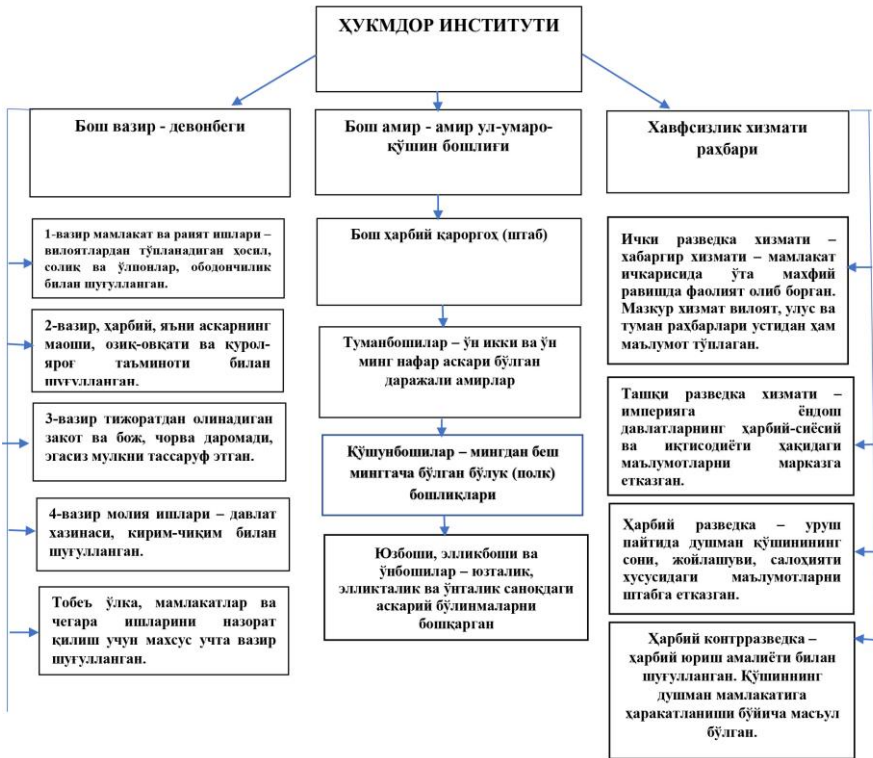 ҲУКМДОР ИНСТИТУТИ
Бош вазир - девонбеги
1-вазир мамлакат ва раият ишлари –
вилоятлардан тўпланадиган ҳосил,
солиқ ва ўлпонлар, ободончилик
билан шуғулланган.
2-вазир, ҳарбий, яъни аскарнинг
маоши, озиқ-овқати ва қурол-
яроғ таъминоти билан
шуғулланган.
3-вазир тижоратдан олинадиган
закот ва бож, чорва даромади,
эгасиз мулкни тассаруф этган.
4-вазир молия ишлари – давлат
хазинаси, кирим-чиқим билан
шуғулланган.
Тобеъ ўлка, мамлакатлар ва
чегара ишларини назорат
қилиш учун махсус учта вазир
шуғулланган.
Бош амир - амир ул-умаро-
қўшин бошлиғи
Бош ҳарбий қароргоҳ (штаб)
Туманбошилар – ўн икки ва ўн
минг нафар аскари бўлган
даражали амирлар
Қўшунбошилар – мингдан беш
минггача бўлган бўлук (полк)
бошлиқлари
Юзбоши, элликбоши ва
ўнбошилар – юзталик,
элликталик ва ўнталик саноқдаги
аскарий бўлинмаларни
бошқарган
Хавфсизлик хизмати
раҳбари
Ички разведка хизмати –
хабаргир хизмати – мамлакат
ичкарисида ўта махфий
равишда фаолият олиб борган.
Мазкур хизмат вилоят, улус ва
туман раҳбарлари устидан ҳам
маълумот тўплаган.
Ташқи разведка хизмати –
империяга ёндош
давлатларнинг ҳарбий-сиёсий
ва иқтисодиёти ҳақидаги
маълумотларни марказга
етказган.
Ҳарбий разведка – уруш
пайтида душман қўшинининг
сони, жойлашуви, салоҳияти
хусусидаги маълумотларни
штабга етказган.
Ҳарбий контрразведка –
ҳарбий юриш амалиёти билан
шуғулланган. Қўшиннинг
душман мамлакатига
ҳаракатланиши бўйича масъул
бўлган.